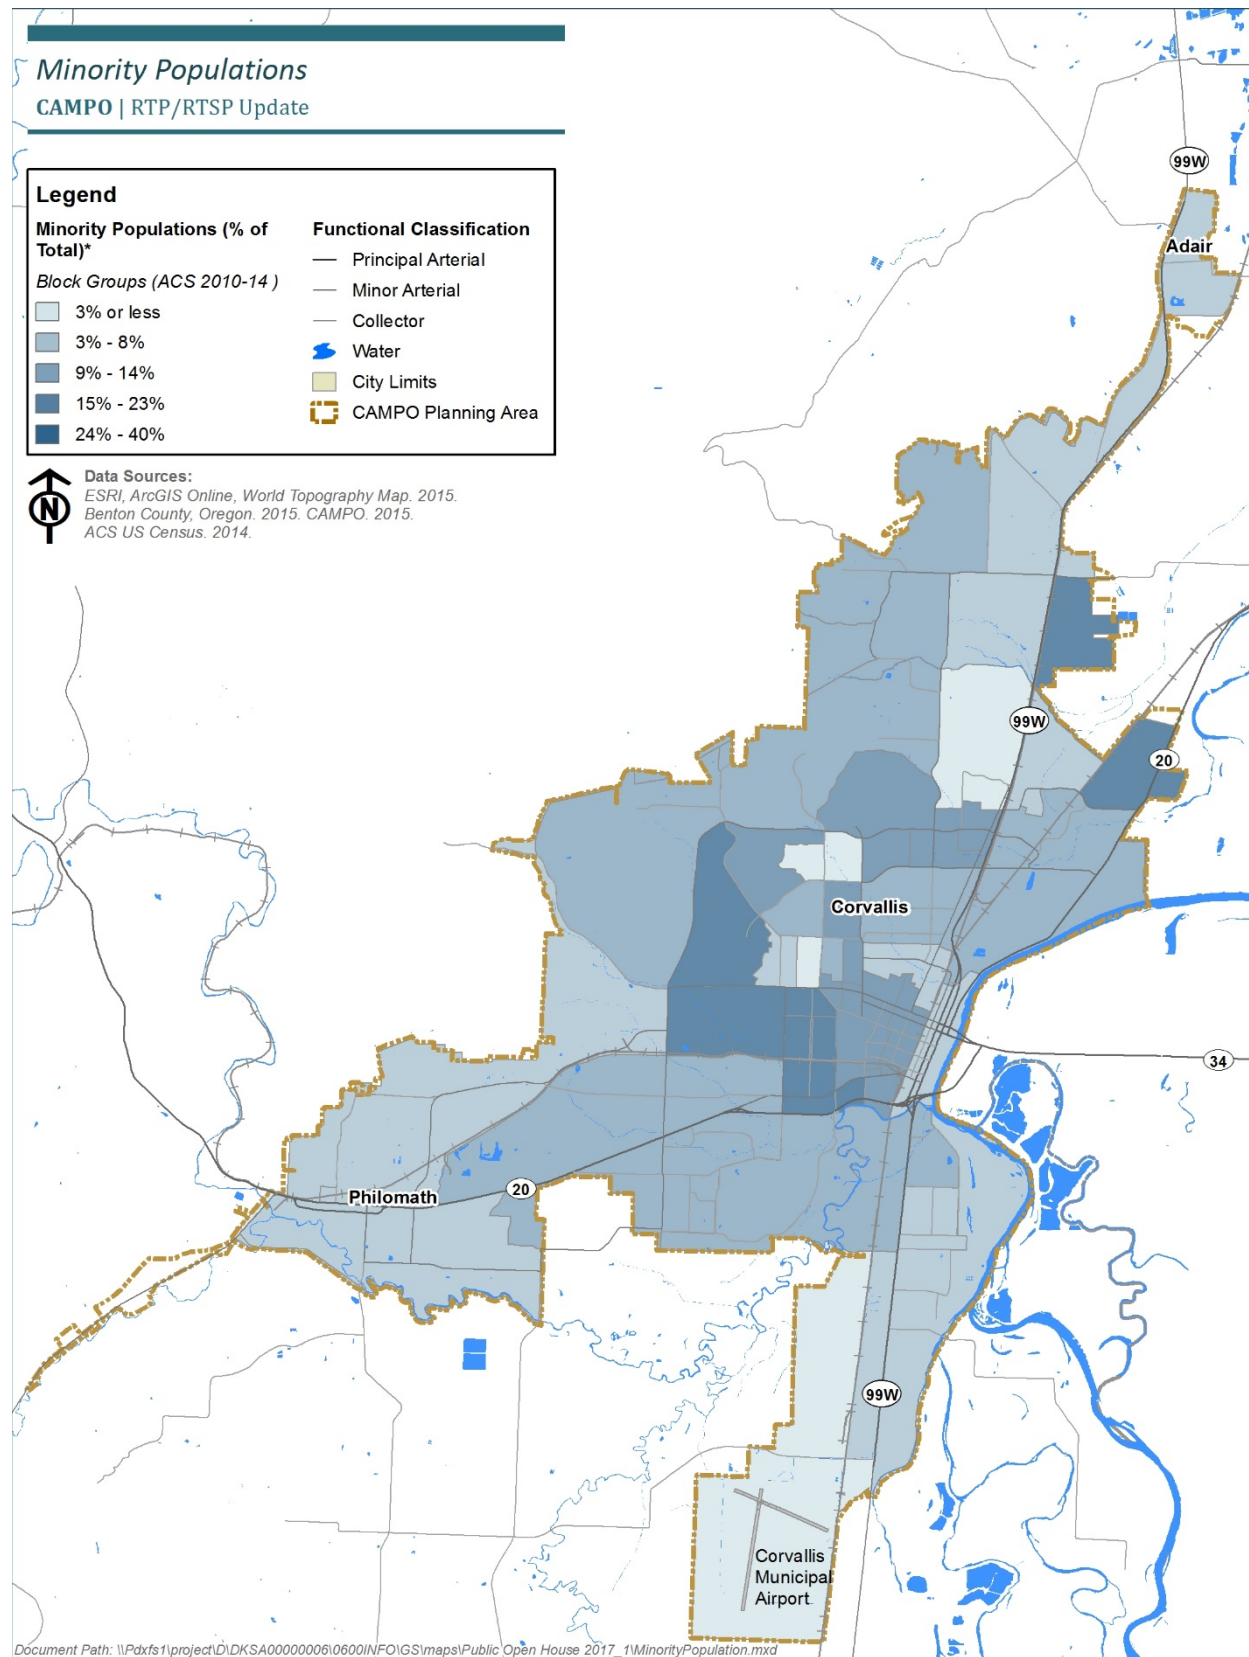 Minority Populations
CAMPO | RTP/RTSP Update
Legend
Minority Populations (% of
Total)*
Block Groups (ACS 2010-14 )
3% or less
3% - 8%
9% - 14%
15% - 23%
24% - 40%
Functional Classification
Principal Arterial
Minor Arterial
Collector
Water
City Limits
CAMPO Planning Area
N
Data Sources:
ESRI, ArcGIS Online, World Topography Map. 2015.
Benton County, Oregon. 2015. CAMPO. 2015.
ACS US Census. 2014.
99W
Adair
99W
20
Corvallis
34
20
Philomath
99W
Corvallis
Municipal
Airport
Document Path: \\Pdxfs1\project\D\DKSA00000006\0600INFO\GS\maps\Public Open House 2017_1\MinorityPopulation.mxd